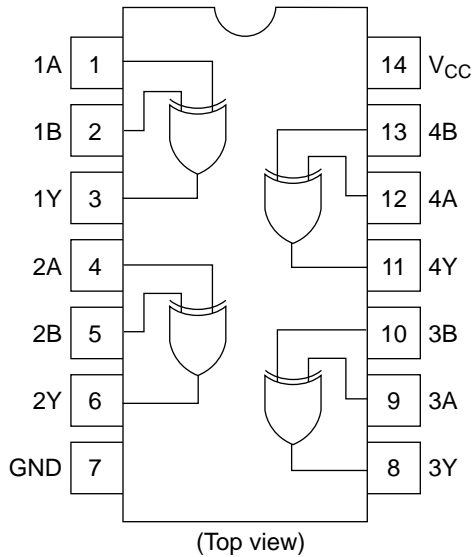 1A 1 14 VCC
1B 2 13 4B
1Y 3 12 4A
2A 4 11 4Y
2B 5 10 3B
2Y 6 9 3A
GND 7 8 3Y
(Top view)